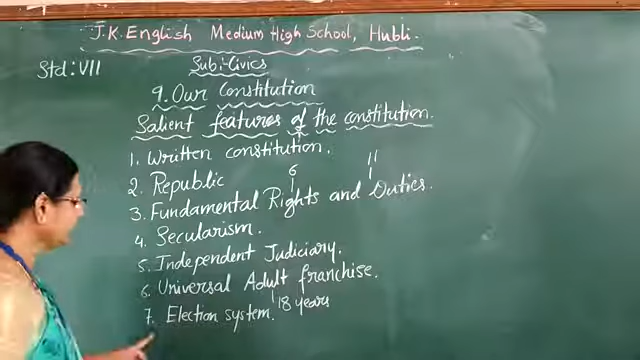 J.K. English Medium High School, Hubli.
Std: VII
Sub:- Civics
9. Our Constitution
Salient features of the constitution.
1. Written constitution.
2. Republic
6 11
3. Fundamental Rights and Duties.
4. Secularism.
5. Independent Judiciary.
6. Universal Adult franchise.
18 years
7. Election system.